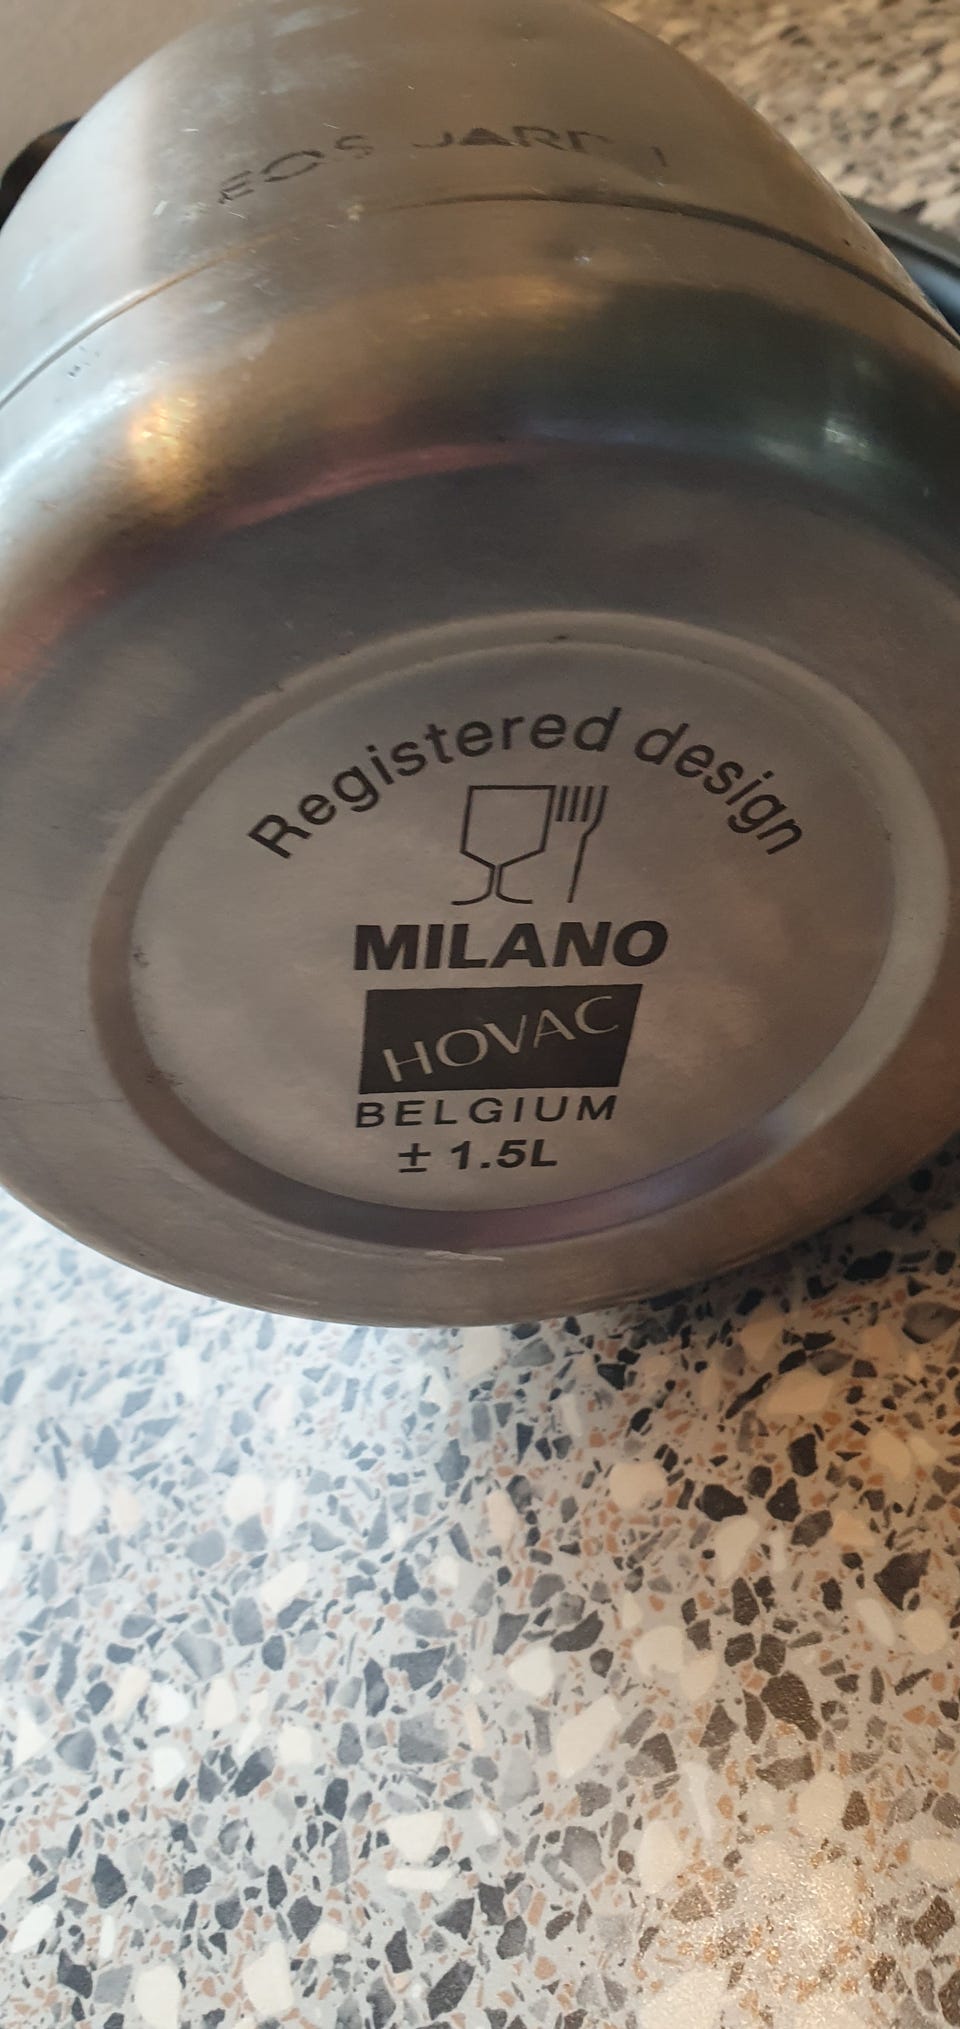 Registered design
MILANO
HOVAC
BELGIUM
± 1.5L